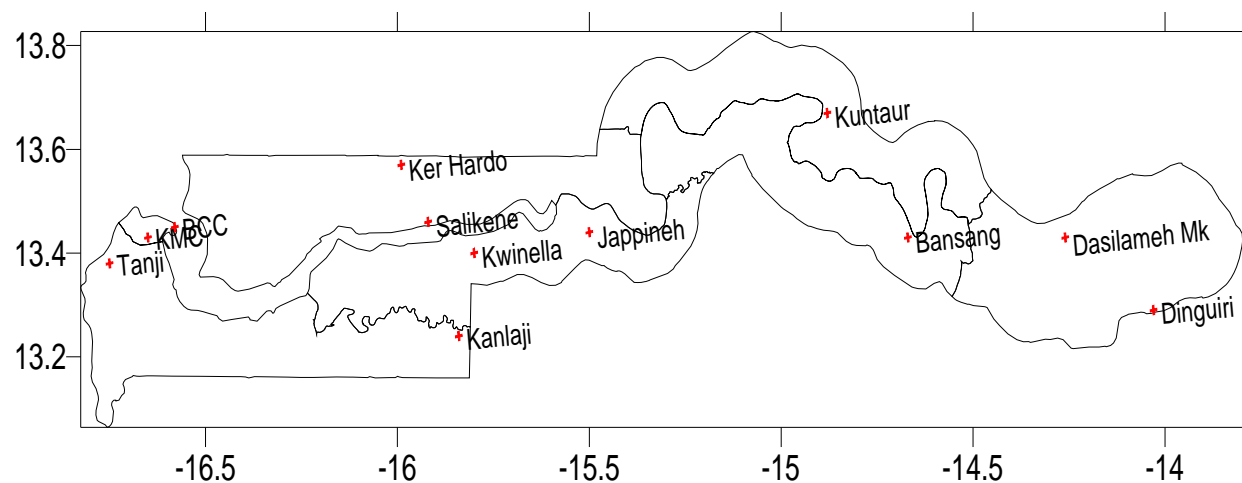 13.8
13.6
13.4
13.2
Kuntaur
Ker Hardo
Salikene
BCC
KMC
Jappineh
Bansang
Dasilameh Mk
Tanji
Kwinella
Dinguiri
Kanlaji
-16.5
-16
-15.5
-15
-14.5
-14